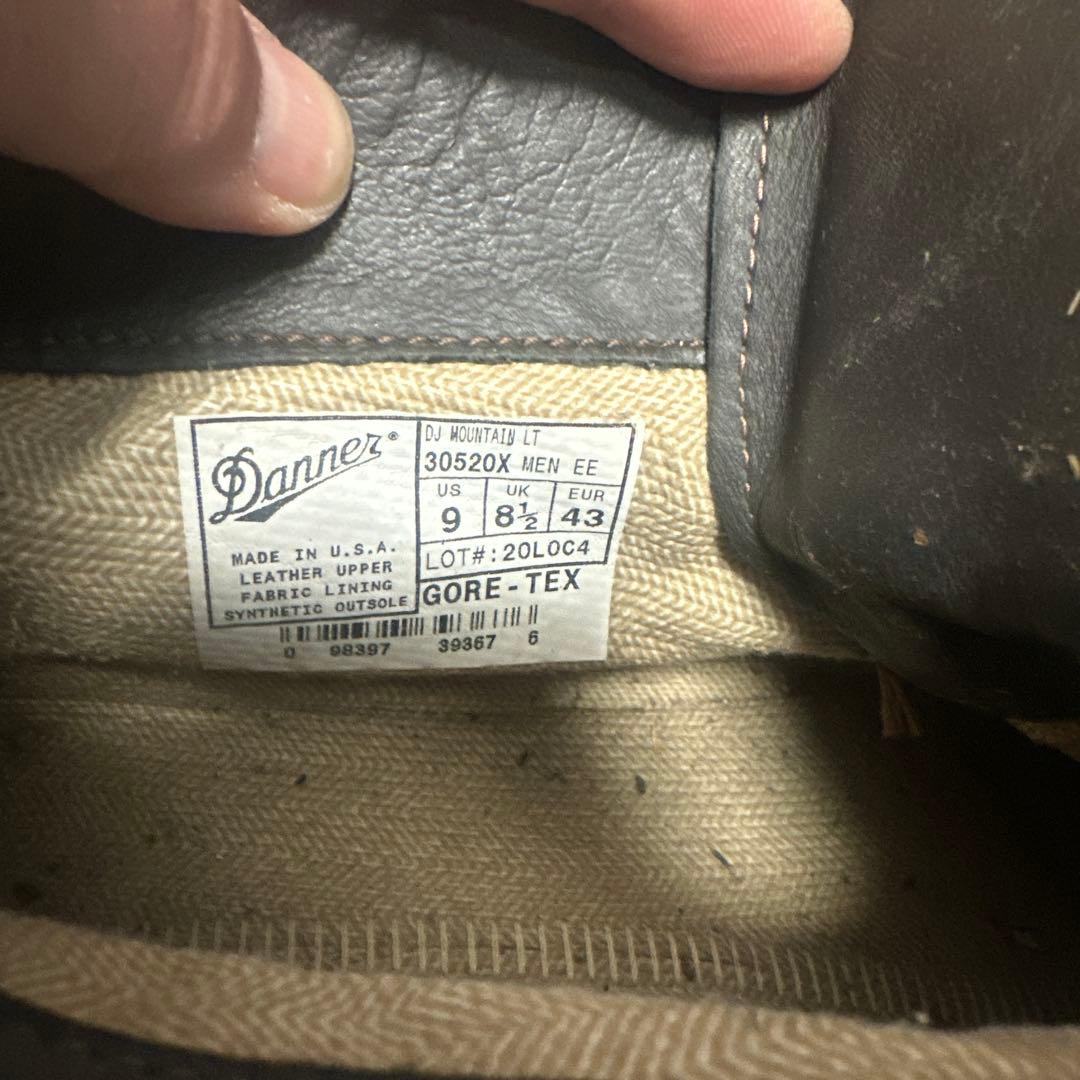 Danner®
MADE IN U.S.A.
LEATHER UPPER
FABRIC LINING
SYNTHETIC OUTSOLE
DJ MOUNTAIN LT
30520X MEN EE
US UK EUR
9 8½ 43
LOT#:20LOC4
GORE-TEX
0 98397 39367 6